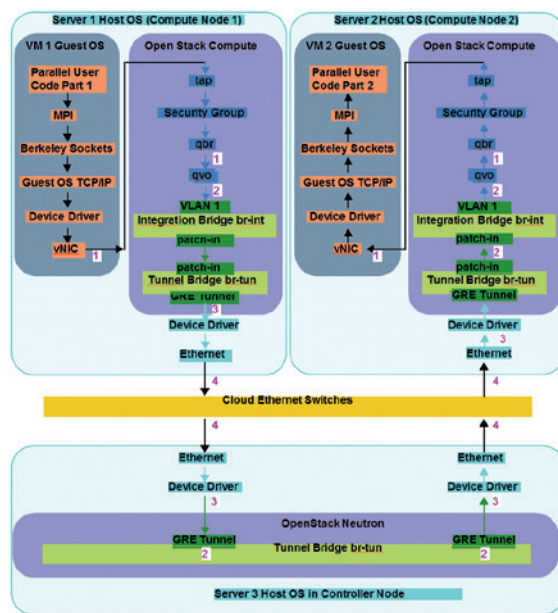 Server 1 Host OS (Compute Node 1)
VM 1 Guest OS
Parallel User
Code Part 1
MPI
Berkeley Sockets
Guest OS TCP/IP
Device Driver
vNIC
1
Open Stack Compute
tap
Security Group
qbr
1
qvo
2
VLAN 1
Integration Bridge br-int
patch-in
patch-in
Tunnel Bridge br-tun
GRE Tunnel
3
Device Driver
Ethernet
4
Server 2 Host OS (Compute Node 2)
VM 2 Guest OS
Parallel User
Code Part 2
MPI
Berkeley Sockets
Guest OS TCP/IP
Device Driver
vNIC
1
Open Stack Compute
tap
Security Group
qbr
1
qvo
2
VLAN 1
Integration Bridge br-int
patch-in
2
patch-in
Tunnel Bridge br-tun
GRE Tunnel
Device Driver
3
Ethernet
4
Cloud Ethernet Switches
4
4
Ethernet
Device Driver
3
Ethernet
Device Driver
3
OpenStack Neutron
GRE Tunnel
2
Tunnel Bridge br-tun
GRE Tunnel
2
Server 3 Host OS in Controller Node